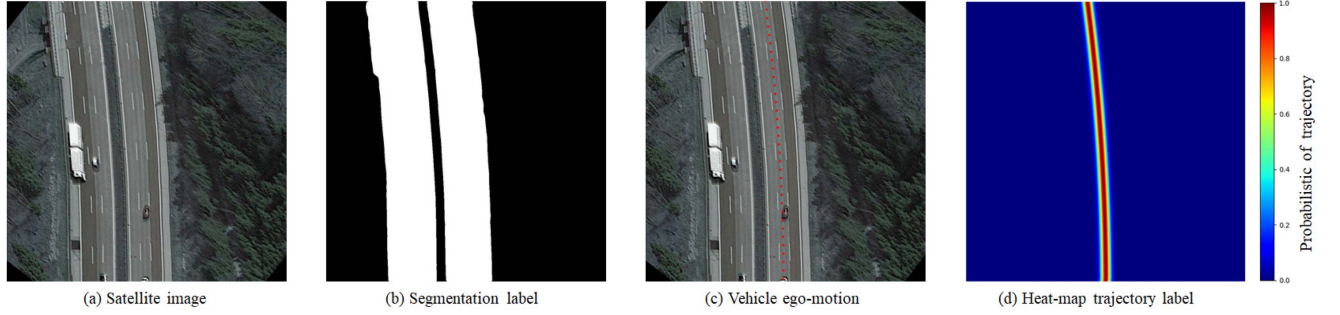 1.0
0.8
0.6
0.4
0.2
0.0
Probabilistic of trajectory
(a) Satellite image
(b) Segmentation label
(c) Vehicle ego-motion
(d) Heat-map trajectory label